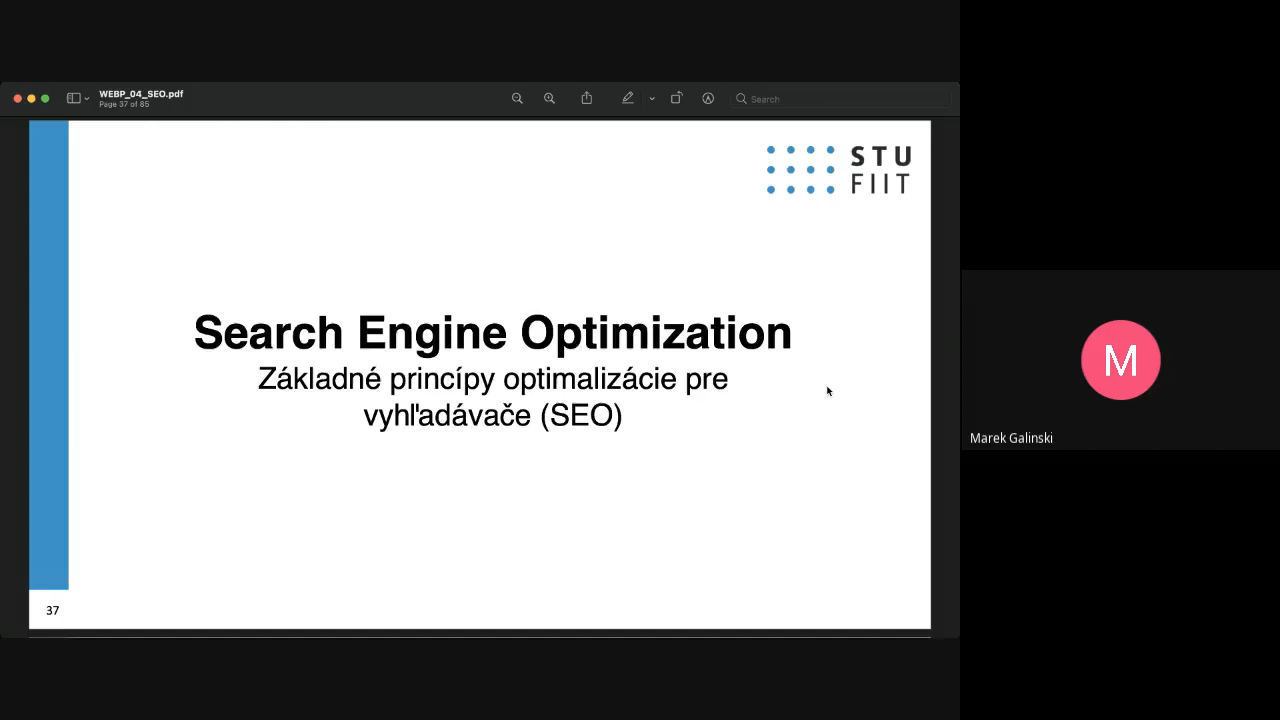 WEBP_04_SEO.pdf
Page 37 of 85
Search
STU
FIIT
Search Engine Optimization
Základné princípy optimalizácie pre
vyhľadávače (SEO)
37
M
Marek Galinski